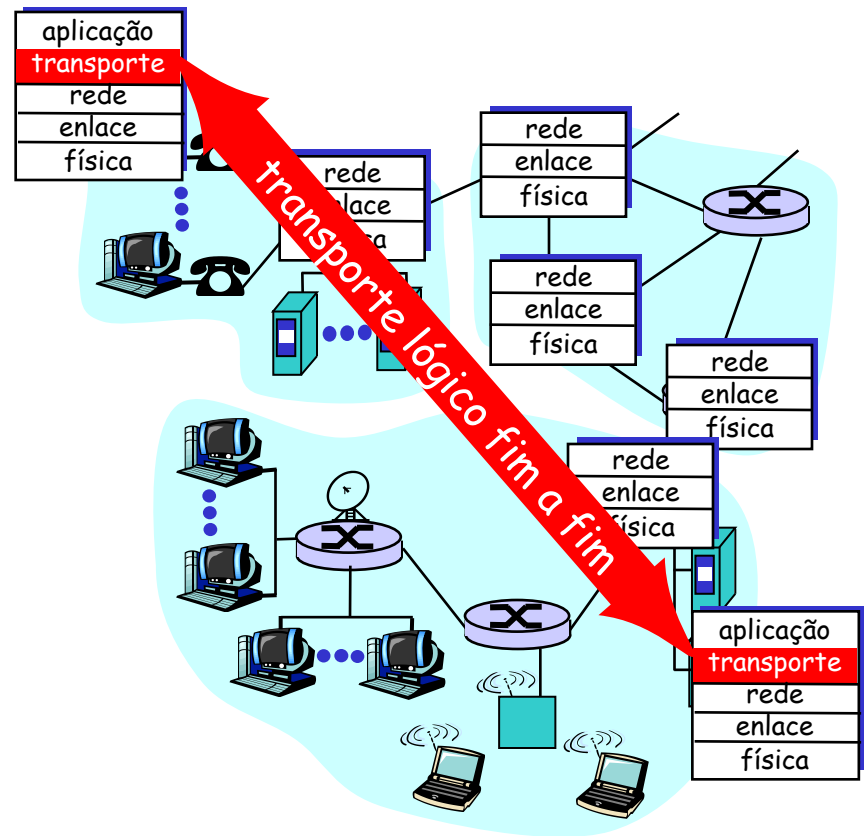 aplicação
transporte
rede
enlace
física
rede
rede
enlace
física
transporte lógico fim a fim
rede
enlace
física
rede
enlace
física
rede
enlace
física
aplicação
transporte
rede
enlace
física